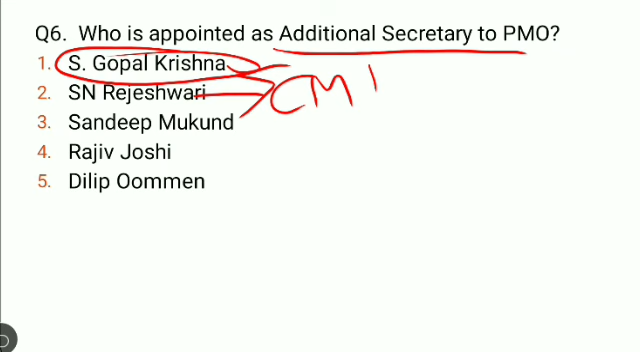 Q6. Who is appointed as Additional Secretary to PMO?
1. S. Gopal Krishna
2. SN Rejeshwari
3. Sandeep Mukund
CM
4. Rajiv Joshi
5. Dilip Oommen